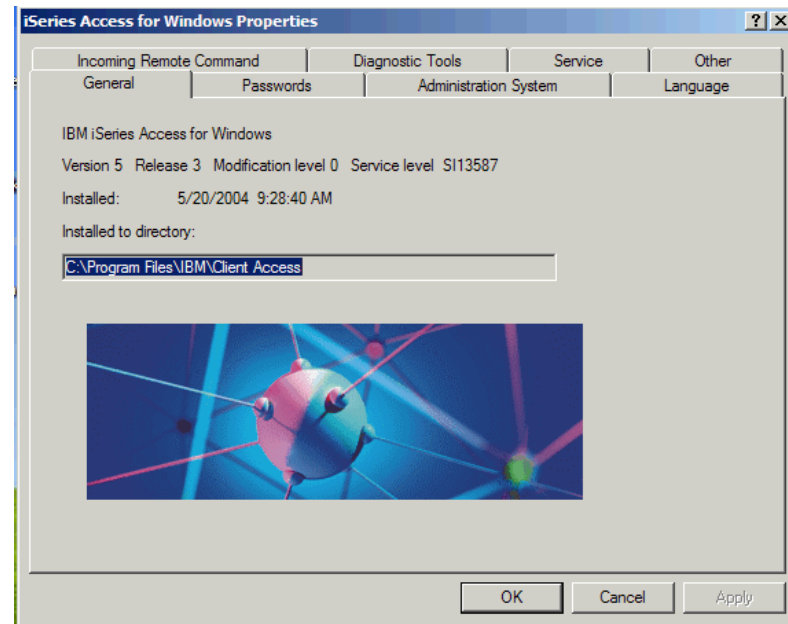 iSeries Access for Windows Properties
Incoming Remote Command Diagnostic Tools Service Other
General Passwords Administration System Language
IBM iSeries Access for Windows
Version 5 Release 3 Modification level 0 Service level SI13587
Installed: 5/20/2004 9:28:40 AM
Installed to directory:
C:\Program Files\IBM\Client Access
OK Cancel Apply